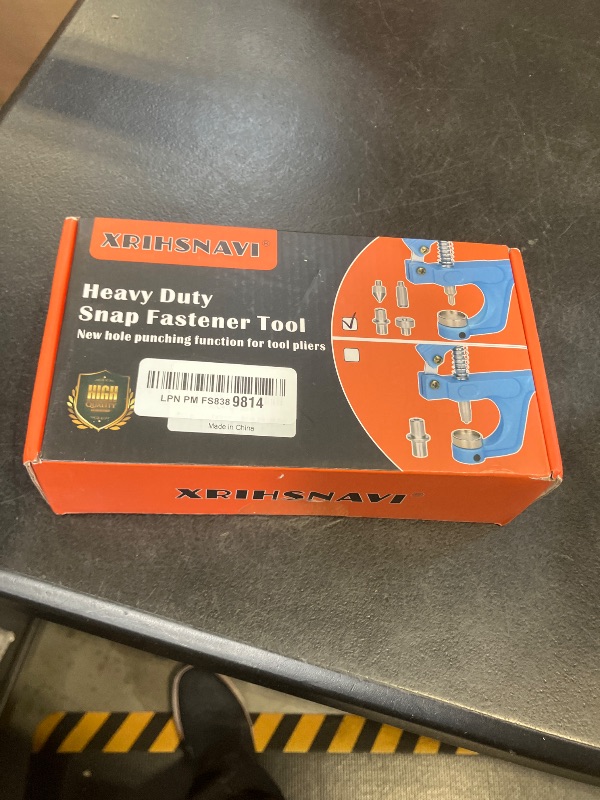 XRIHSNAVI®
Heavy Duty
Snap Fastener Tool
New hole punching function for tool pliers
HIGH
QUALITY
LPN PM FS838 9814
Made in China
XRIHSNAVI®